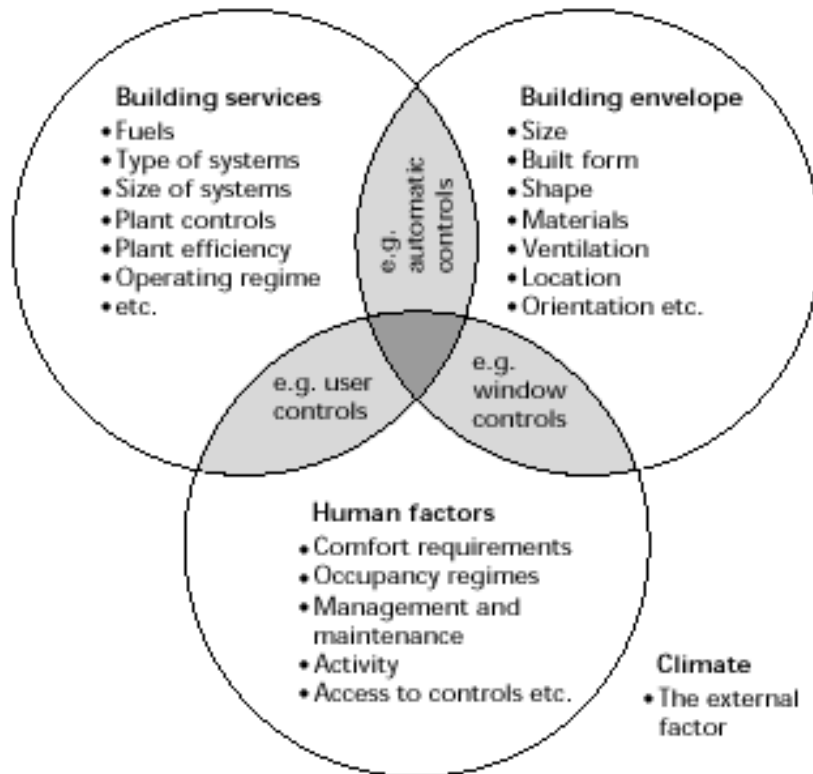 Building services
• Fuels
• Type of systems
• Size of systems
• Plant controls
• Plant efficiency
• Operating regime
• etc.
Building envelope
• Size
• Built form
• Shape
• Materials
• Ventilation
• Location
• Orientation etc.
e.g.
automatic
controls
e.g. user
controls
e.g.
window
controls
Human factors
• Comfort requirements
• Occupancy regimes
• Management and
maintenance
• Activity
• Access to controls etc.
Climate
• The external
factor